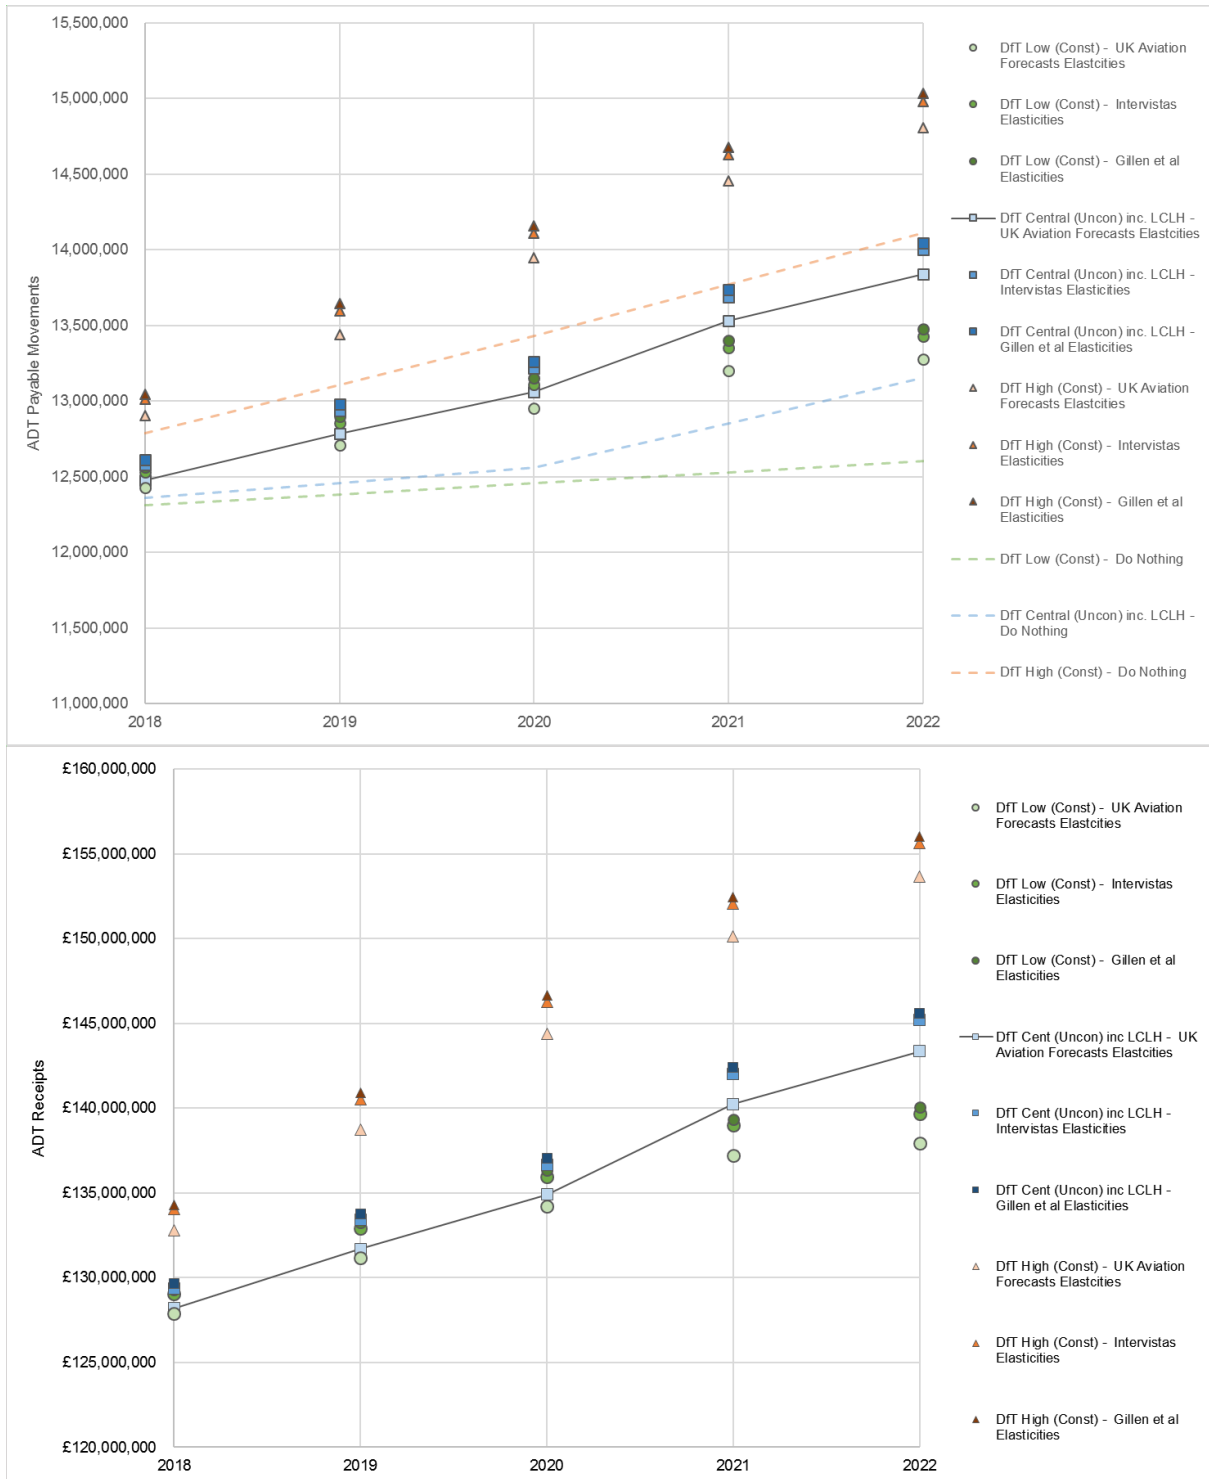 15,500,000
15,000,000
14,500,000
14,000,000
13,500,000
13,000,000
12,500,000
12,000,000
11,500,000
11,000,000
ADT Payable Movements
2018
2019
2020
2021
2022
DfT Low (Const) - UK Aviation
Forecasts Elastcities
DfT Low (Const) - Intervistas
Elasticities
DfT Low (Const) - Gillen et al
Elasticities
DfT Central (Uncon) inc. LCLH -
UK Aviation Forecasts Elastcities
DfT Central (Uncon) inc. LCLH -
Intervistas Elasticities
DfT Central (Uncon) inc. LCLH -
Gillen et al Elasticities
DfT High (Const) - UK Aviation
Forecasts Elastcities
DfT High (Const) - Intervistas
Elasticities
DfT High (Const) - Gillen et al
Elasticities
DfT Low (Const) - Do Nothing
DfT Central (Uncon) inc. LCLH -
Do Nothing
DfT High (Const) - Do Nothing
£160,000,000
£155,000,000
£150,000,000
£145,000,000
£140,000,000
£135,000,000
£130,000,000
£125,000,000
£120,000,000
ADT Receipts
2018
2019
2020
2021
2022
DfT Low (Const) - UK Aviation
Forecasts Elastcities
DfT Low (Const) - Intervistas
Elasticities
DfT Low (Const) - Gillen et al
Elasticities
DfT Cent (Uncon) inc LCLH - UK
Aviation Forecasts Elastcities
DfT Cent (Uncon) inc LCLH -
Intervistas Elasticities
DfT Cent (Uncon) inc LCLH -
Gillen et al Elasticities
DfT High (Const) - UK Aviation
Forecasts Elastcities
DfT High (Const) - Intervistas
Elasticities
DfT High (Const) - Gillen et al
Elasticities